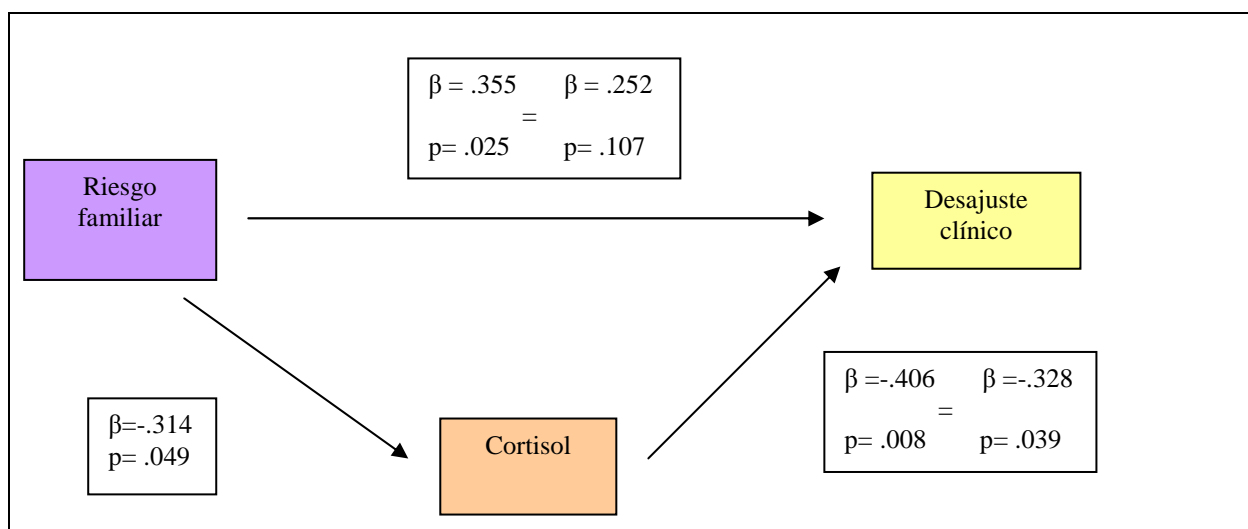 β = .355 β = .252
=
p= .025 p= .107
Riesgo
familiar
Desajuste
clínico
β=-.314
p= .049
Cortisol
β =-.406 β =-.328
=
p= .008 p= .039